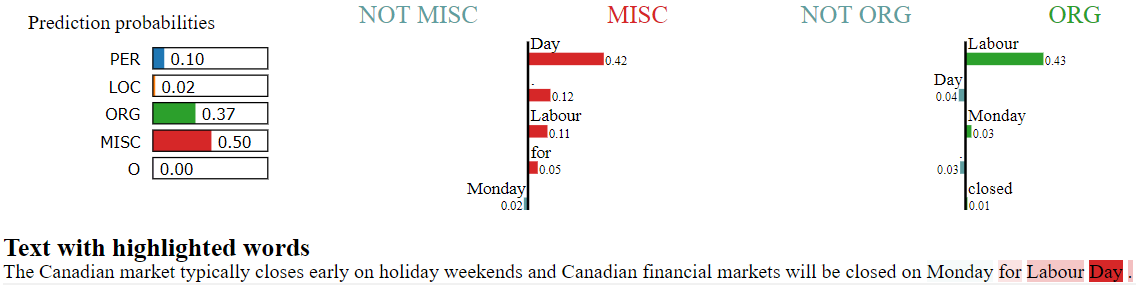 Prediction probabilities
PER 0.10
LOC 0.02
ORG 0.37
MISC 0.50
O 0.00
NOT MISC MISC
Day
0.42
.
0.12
Labour
0.11
for
0.05
Monday
0.02
NOT ORG ORG
Labour
0.43
Day
0.04
Monday
0.03
.
0.03
closed
0.01
Text with highlighted words
The Canadian market typically closes early on holiday weekends and Canadian financial markets will be closed on Monday for Labour Day .